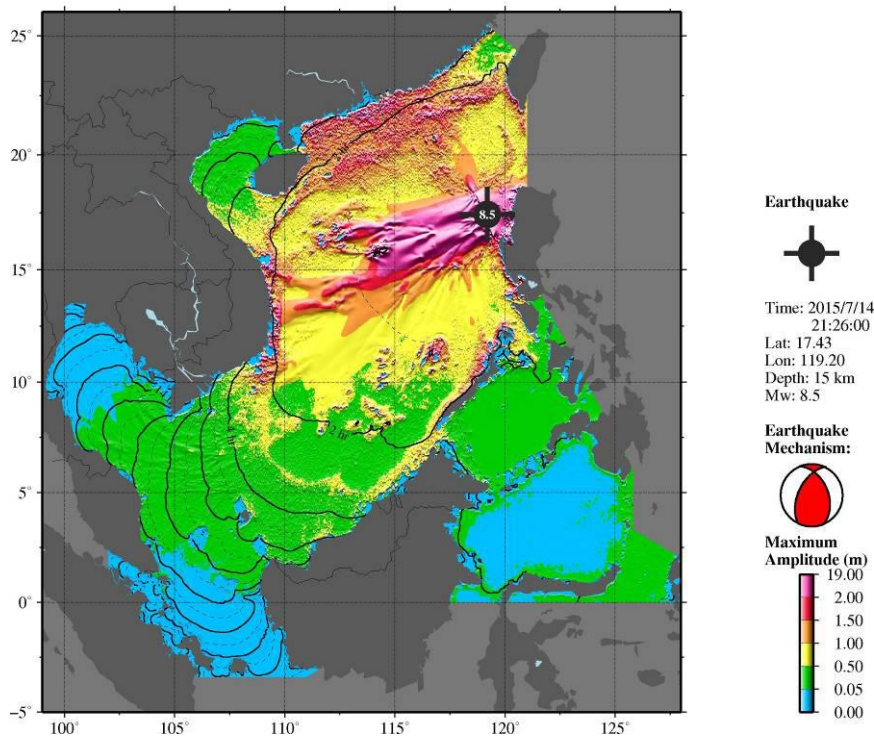 25°
20°
15°
10°
5°
0°
−5°
100°
105°
110°
115°
120°
125°
8.5
2 hr
Earthquake
Time: 2015/7/14
21:26:00
Lat: 17.43
Lon: 119.20
Depth: 15 km
Mw: 8.5
Earthquake
Mechanism:
Maximum
Amplitude (m)
19.00
2.00
1.00
0.50
0.05
0.00